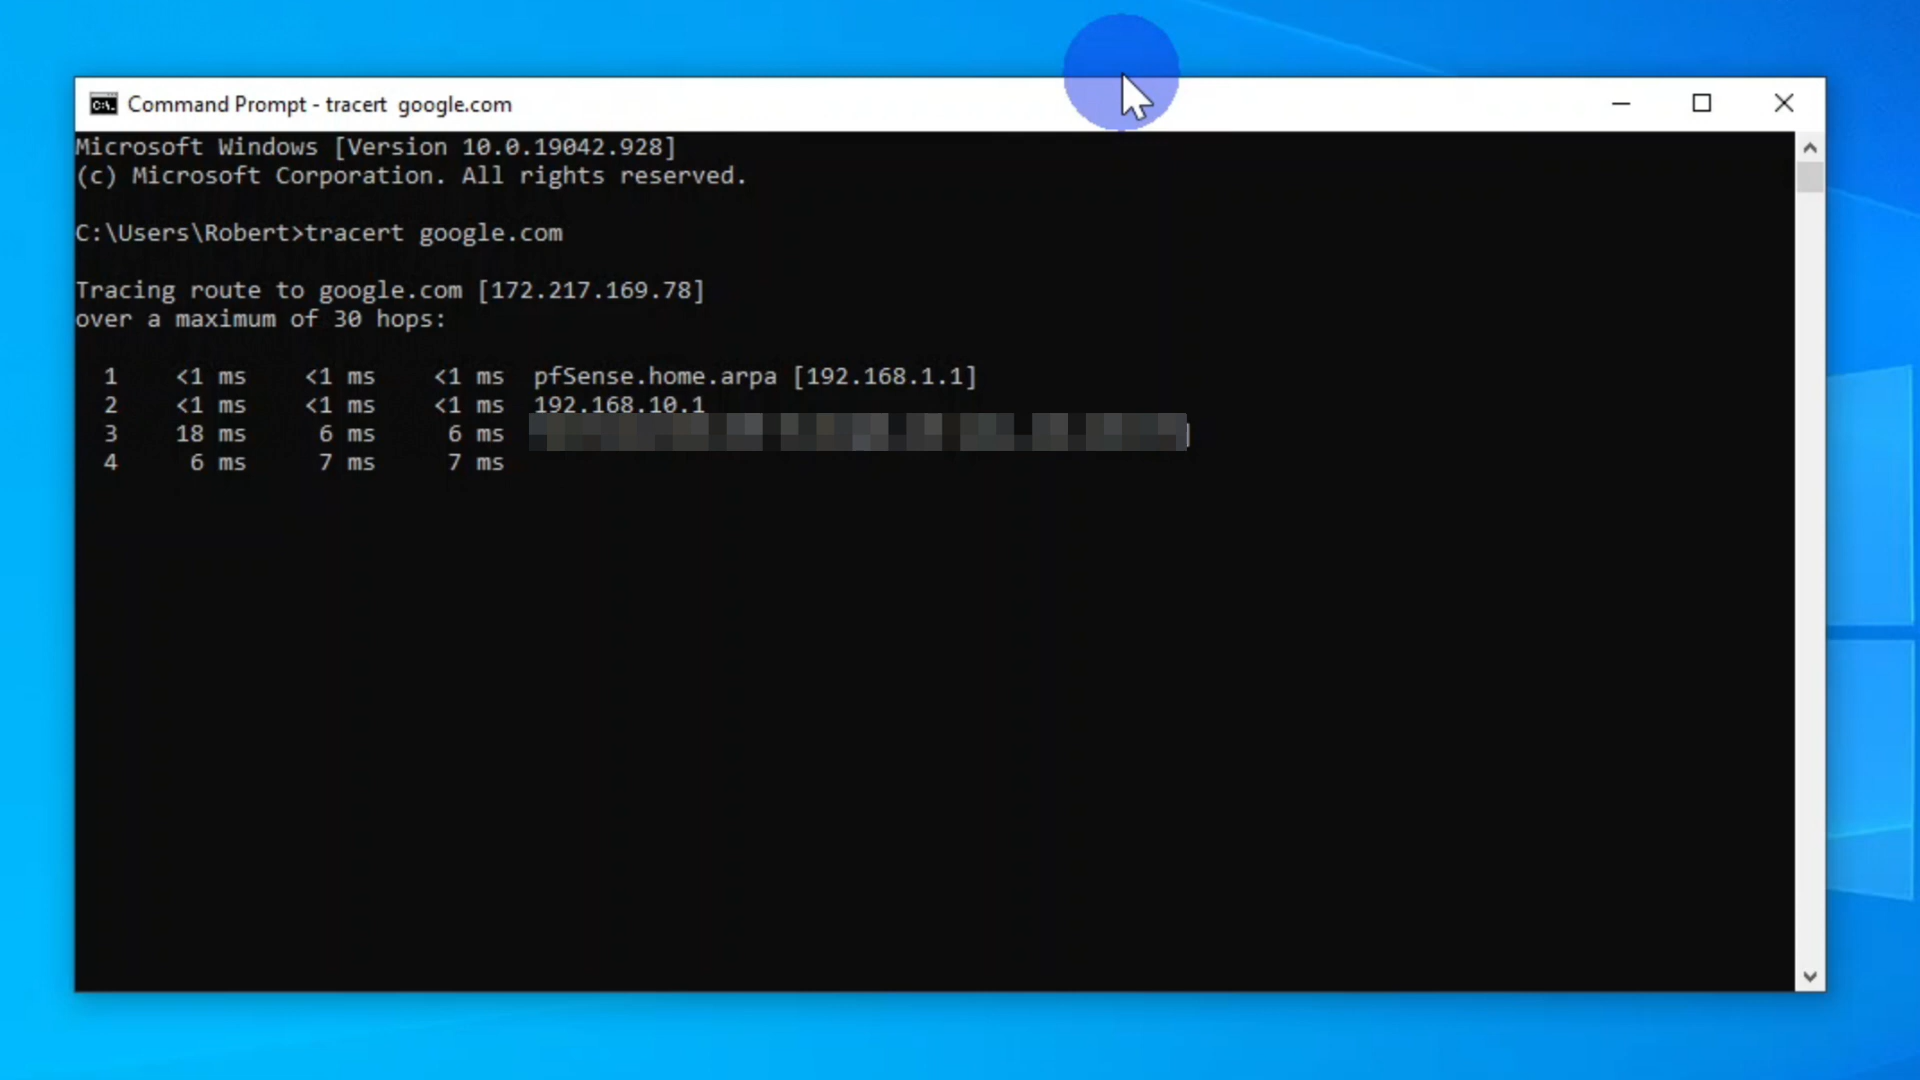 Command Prompt - tracert  google.com
Microsoft Windows [Version 10.0.19042.928]
(c) Microsoft Corporation. All rights reserved.
C:\Users\Robert>tracert google.com
Tracing route to google.com [172.217.169.78]
over a maximum of 30 hops:
1    <1 ms    <1 ms    <1 ms  pfSense.home.arpa [192.168.1.1]
2    <1 ms    <1 ms    <1 ms  192.168.10.1
3    18 ms     6 ms     6 ms
4     6 ms     7 ms     7 ms